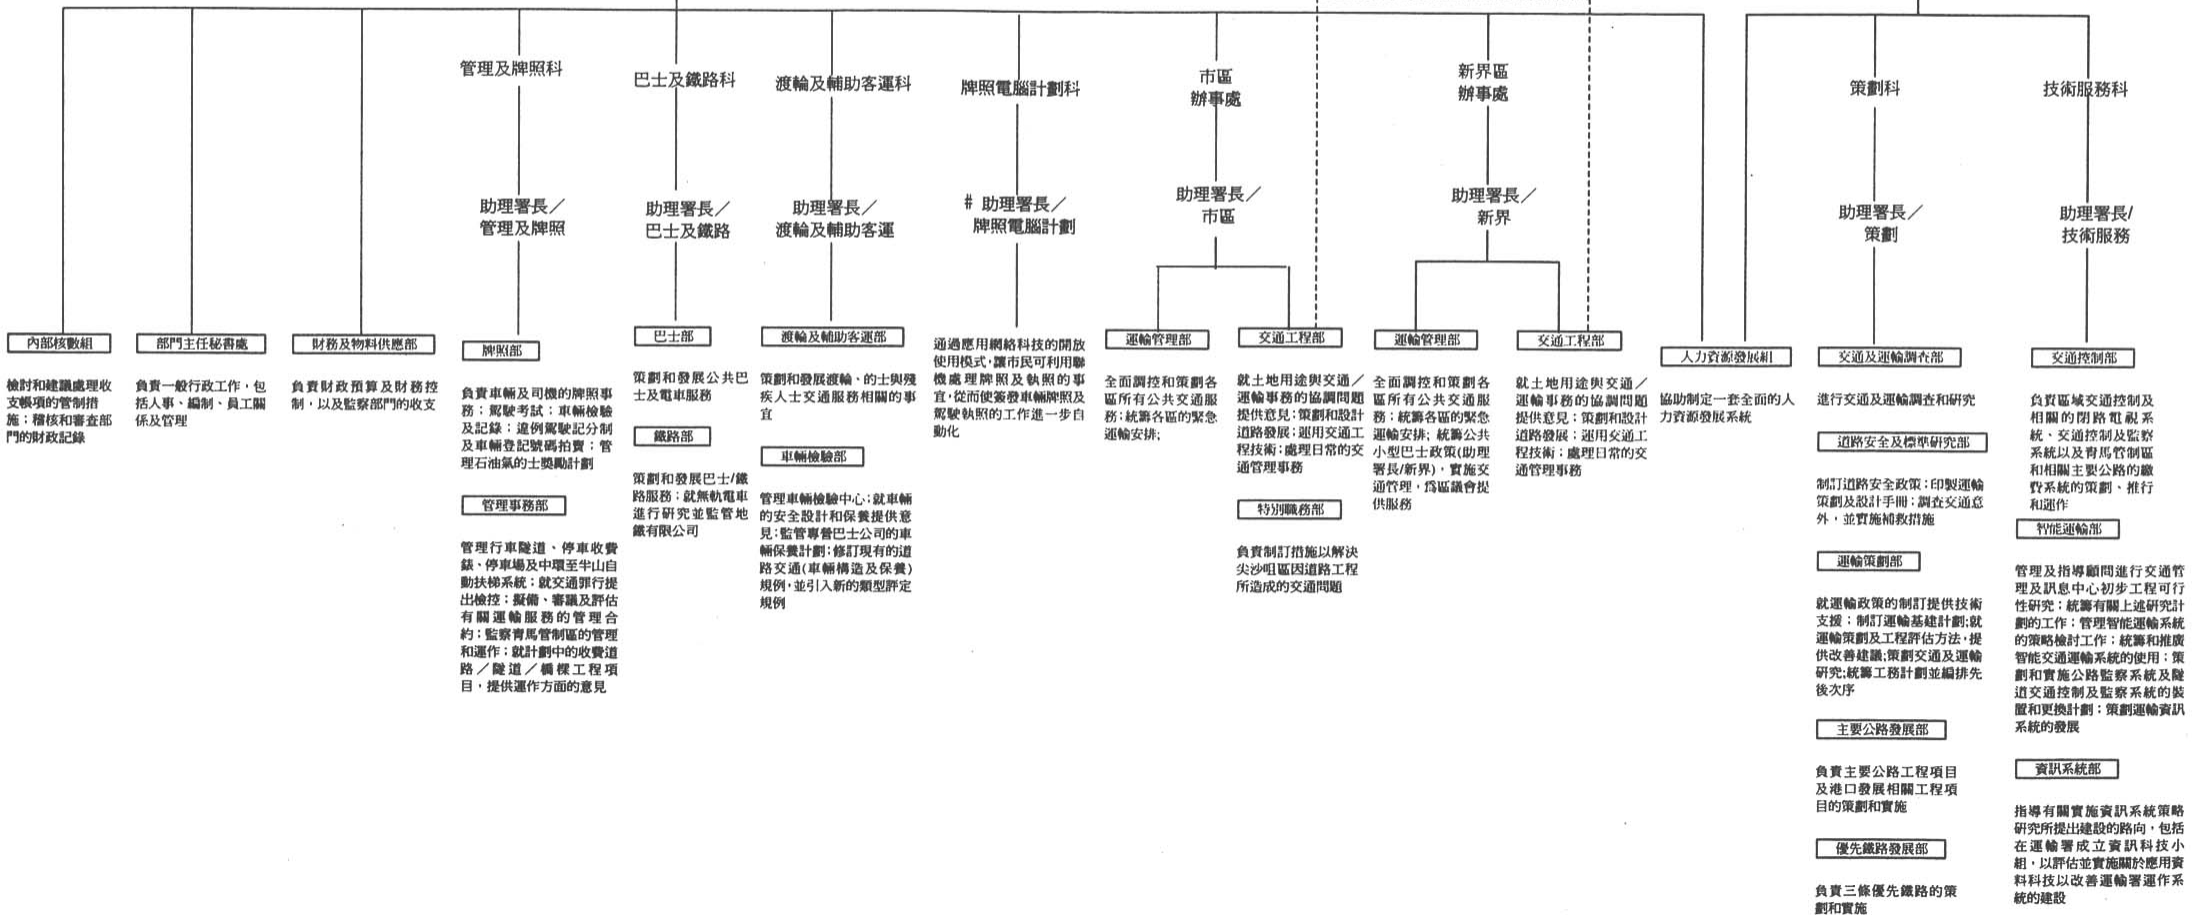 管理及牌照科
巴士及鐵路科
渡輪及輔助客運科
牌照電腦計劃科
市區
辦事處
新界區
辦事處
策劃科
技術服務科
助理署長／
管理及牌照
助理署長／
巴士及鐵路
助理署長／
渡輪及輔助客運
# 助理署長／
牌照電腦計劃
助理署長／
市區
助理署長／
新界
助理署長／
策劃
助理署長/
技術服務
內部核數組
檢討和建議處理收
支帳項的管制措
施；稽核和審查部
門的財政記錄
部門主任秘書處
負責一般行政工作，包
括人事、編制、員工關
係及管理
財務及物料供應部
負責財政預算及財務控
制，以及監察部門的收支
牌照部
負責車輛及司機的牌照事
務；駕駛考試；車輛檢驗
及記錄；違例駕駛記分制
及車輛登記號碼拍賣；管
理石油氣的士獎勵計劃
管理事務部
管理行車隧道、停車收費
錶、停車場及中環至半山自
動扶梯系統；就交通罪行提
出檢控；擬備、審議及評估
有關運輸服務的管理合
約；監察青馬管制區的管理
和運作；就計劃中的收費道
路／隧道／橋樑工程項
目，提供運作方面的意見
巴士部
策劃和發展公共巴
士及電車服務
鐵路部
策劃和發展巴士/鐵
路服務；就無軌電車
進行研究並監管地
鐵有限公司
渡輪及輔助客運部
策劃和發展渡輪、的士與殘
疾人士交通服務相關的事
宜
車輛檢驗部
管理車輛檢驗中心；就車輛
的安全設計和保養提供意
見；監管專營巴士公司的車
輛保養計劃；修訂現有的道
路交通(車輛構造及保養)
規例，並引入新的類型評定
規例
通過應用網絡科技的開放
使用模式，讓市民可利用聯
機處理牌照及執照的事
宜，從而使簽發車輛牌照及
駕駛執照的工作進一步自
動化
運輸管理部
全面調控和策劃各
區所有公共交通服
務；統籌各區的緊急
運輸安排;
交通工程部
就土地用途與交通／
運輸事務的協調問題
提供意見；策劃和設計
道路發展；運用交通工
程技術；處理日常的交
通管理事務
特別職務部
負責制訂措施以解決
尖沙咀區因道路工程
所造成的交通問題
運輸管理部
全面調控和策劃各
區所有公共交通服
務；統籌各區的緊急
運輸安排; 統籌公共
小型巴士政策(助理
署長/新界)，實施交
通管理，為區議會提
供服務
交通工程部
就土地用途與交通／
運輸事務的協調問題
提供意見；策劃和設計
道路發展；運用交通工
程技術；處理日常的交
通管理事務
人力資源發展組
協助制定一套全面的人
力資源發展系統
交通及運輸調查部
進行交通及運輸調查和研究
道路安全及標準研究部
制訂道路安全政策；印製運輸
策劃及設計手冊；調查交通意
外，並實施補救措施
運輸策劃部
就運輸政策的制訂提供技術
支援；制訂運輸基建計劃;就
運輸策劃及工程評估方法，提
供改善建議;策劃交通及運輸
研究;統籌工務計劃並編排先
後次序
主要公路發展部
負責主要公路工程項目
及港口發展相關工程項
目的策劃和實施
優先鐵路發展部
負責三條優先鐵路的策
劃和實施
交通控制部
負責區域交通控制及
相關的閉路電視系
統、交通控制及監察
系統以及青馬管制區
和相關主要公路的繳
費系統的策劃、推行
和運作
智能運輸部
管理及指導顧問進行交通管
理及訊息中心初步工程可行
性研究；統籌有關上述研究計
劃的工作；管理智能運輸系統
的策略檢討工作；統籌和推廣
智能交通運輸系統的使用；策
劃和實施公路監察系統及隧
道交通控制及監察系統的裝
置和更換計劃；策劃運輸資訊
系統的發展
資訊系統部
指導有關實施資訊系統策略
研究所提出建設的路向，包括
在運輸署成立資訊科技小
組，以評估並實施關於應用資
料科技以改善運輸署運作系
統的建設